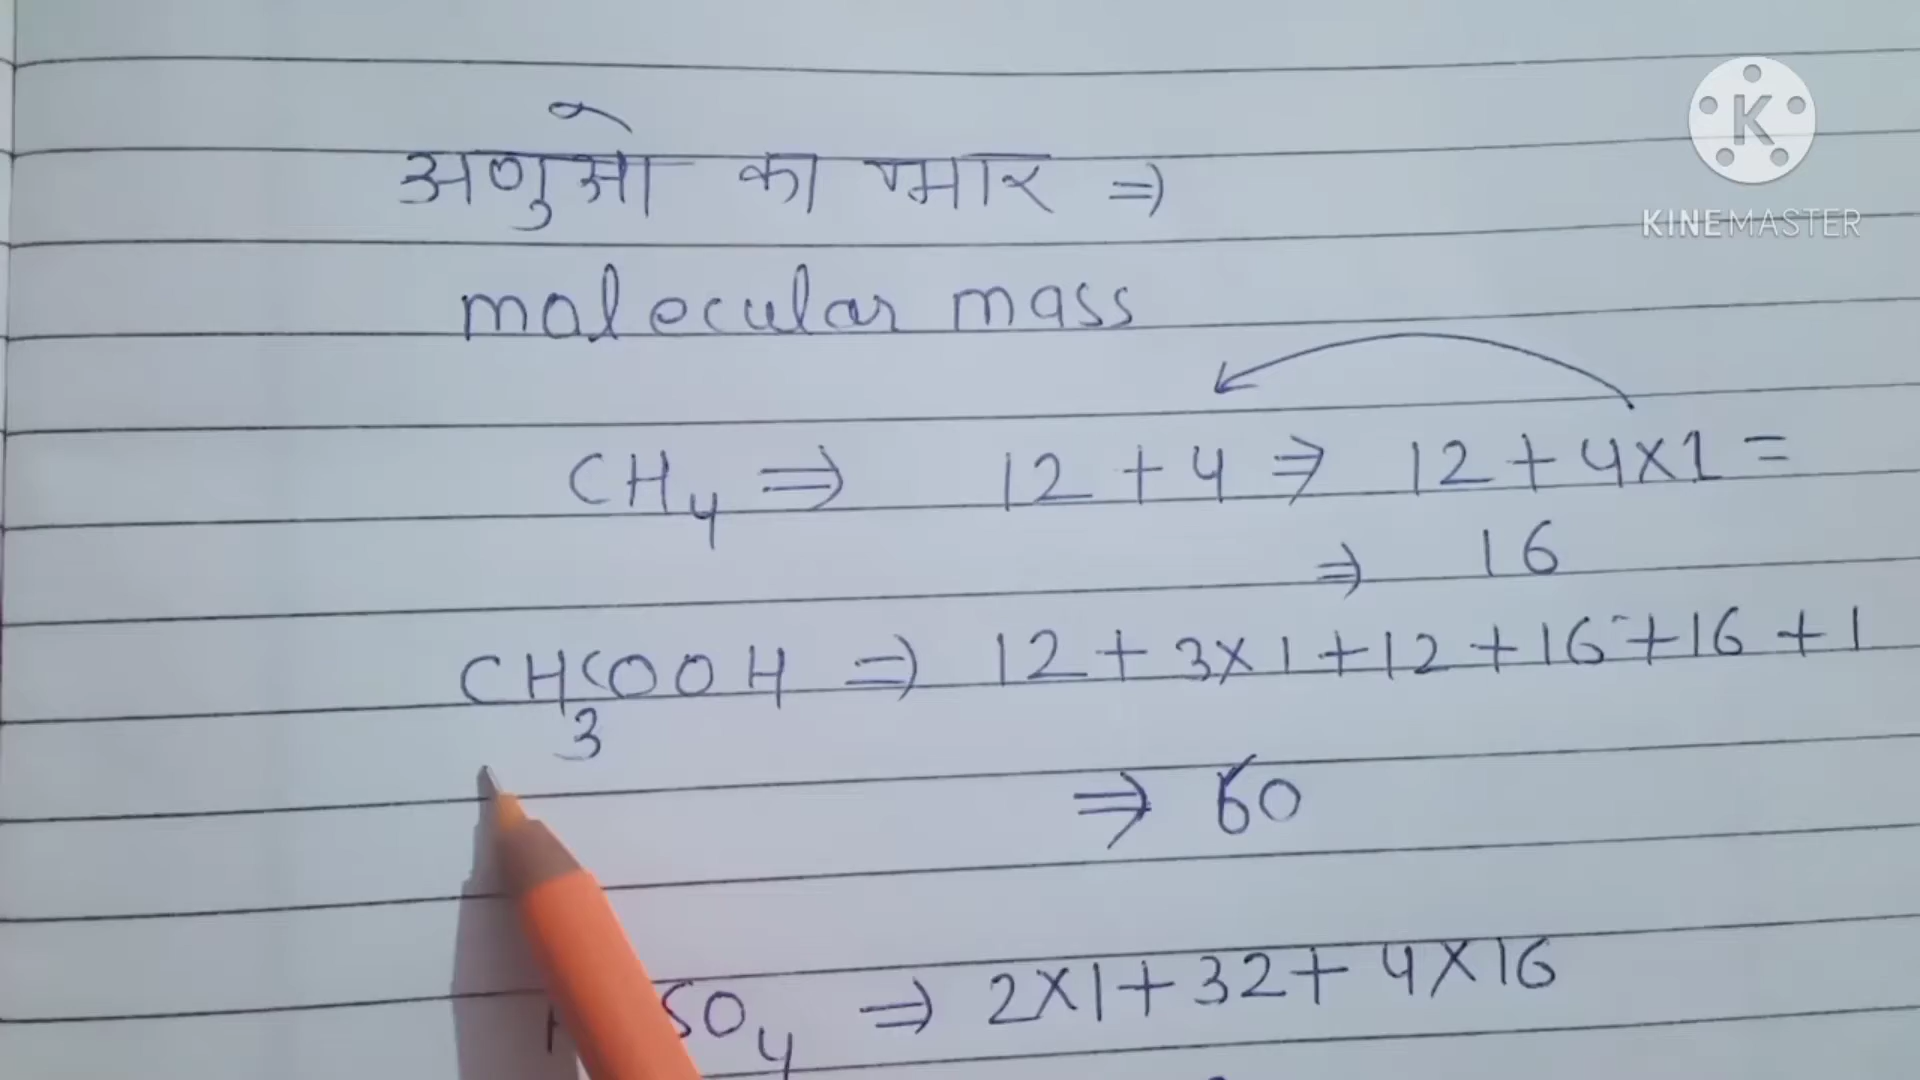 अणुओ का भार ⇒
KINEMASTER
molecular mass
CH4 ⇒ 12 + 4 ⇒ 12 + 4×1 =
⇒ 16
CH3COOH ⇒ 12 + 3×1 + 12 + 16 + 16 + 1
⇒ 60
SO4 ⇒ 2×1 + 32 + 4×16